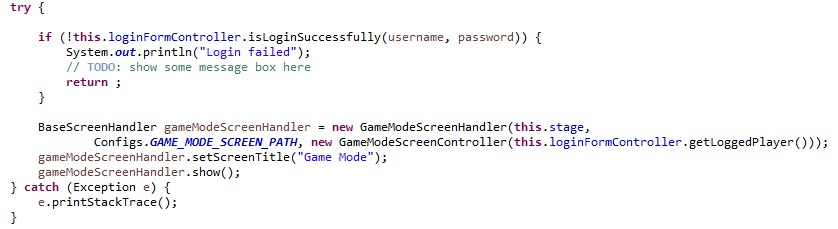 try {
if (!this.loginFormController.isLoginSuccessfully(username, password)) {
System.out.println("Login failed");
// TODO: show some message box here
return ;
}
BaseScreenHandler gameModeScreenHandler = new GameModeScreenHandler(this.stage,
Configs.GAME_MODE_SCREEN_PATH, new GameModeScreenController(this.loginFormController.getLoggedPlayer()));
gameModeScreenHandler.setScreenTitle("Game Mode");
gameModeScreenHandler.show();
} catch (Exception e) {
e.printStackTrace();
}